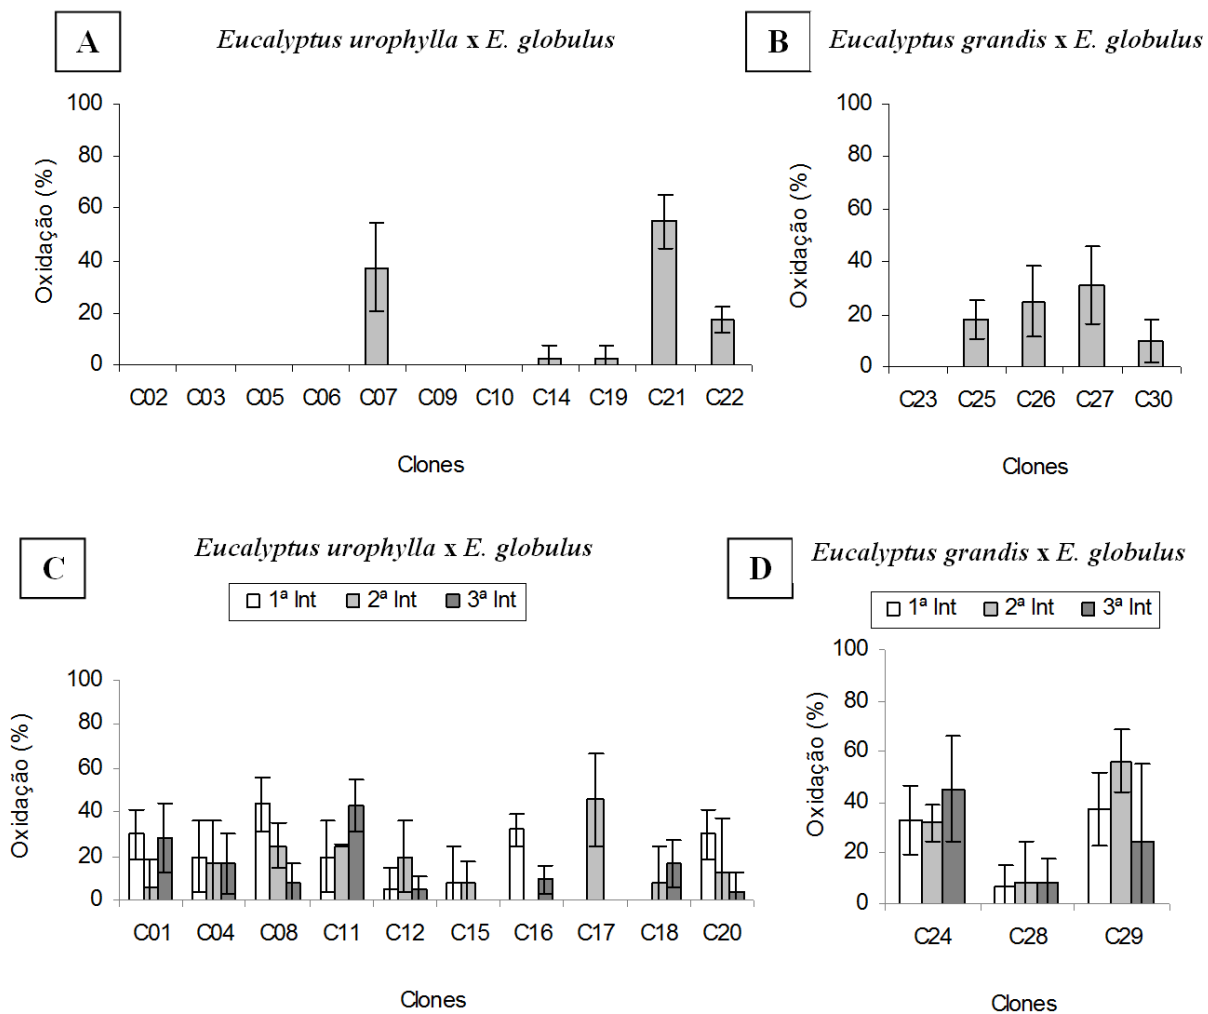 A
Eucalyptus urophylla x E. globulus
Oxidação (%)
100
80
60
40
20
0
C02 C03 C05 C06 C07 C09 C10 C14 C19 C21 C22
Clones
B
Eucalyptus grandis x E. globulus
Oxidação (%)
100
80
60
40
20
0
C23 C25 C26 C27 C30
Clones
C
Eucalyptus urophylla x E. globulus
1ª Int 2ª Int 3ª Int
Oxidação (%)
100
80
60
40
20
0
C01 C04 C08 C11 C12 C15 C16 C17 C18 C20
Clones
D
Eucalyptus grandis x E. globulus
1ª Int 2ª Int 3ª Int
Oxidação (%)
100
80
60
40
20
0
C24 C28 C29
Clones